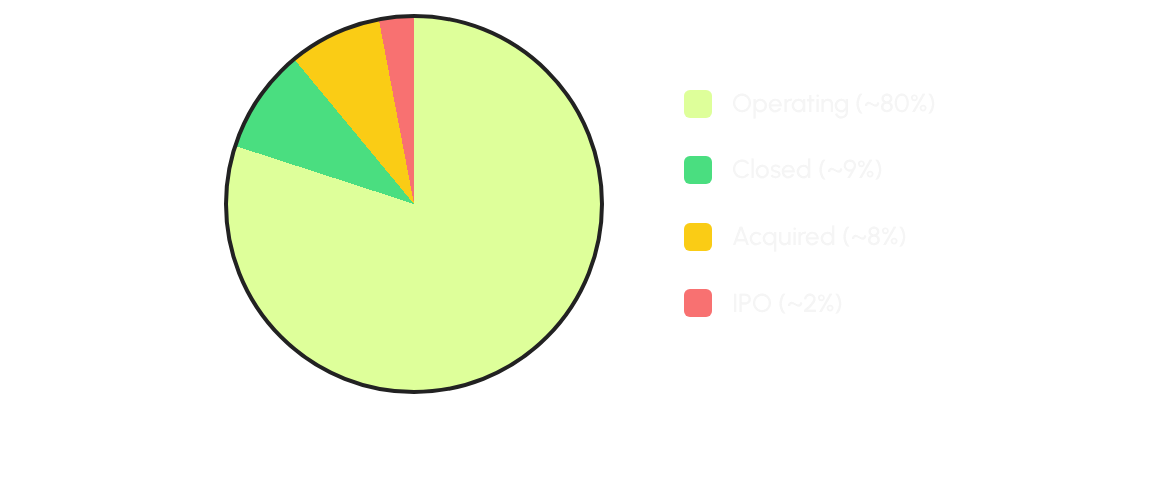 Operating (~80%)
Closed (~9%)
Acquired (~8%)
IPO (~2%)